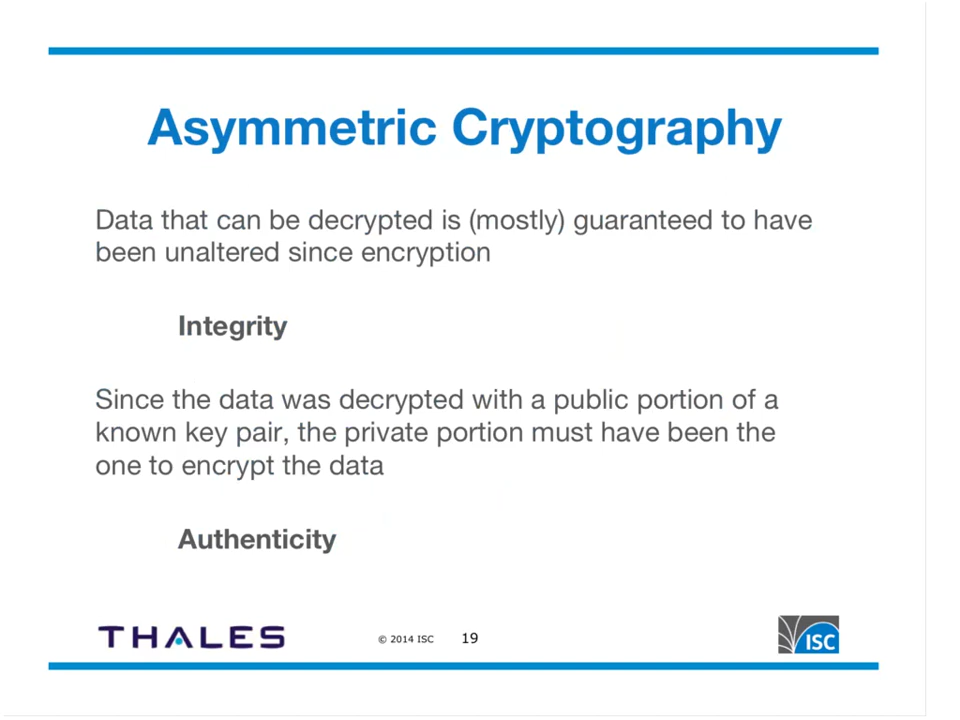 Asymmetric Cryptography
Data that can be decrypted is (mostly) guaranteed to have
been unaltered since encryption
Integrity
Since the data was decrypted with a public portion of a
known key pair, the private portion must have been the
one to encrypt the data
Authenticity
THALES
© 2014 ISC
19
ISC